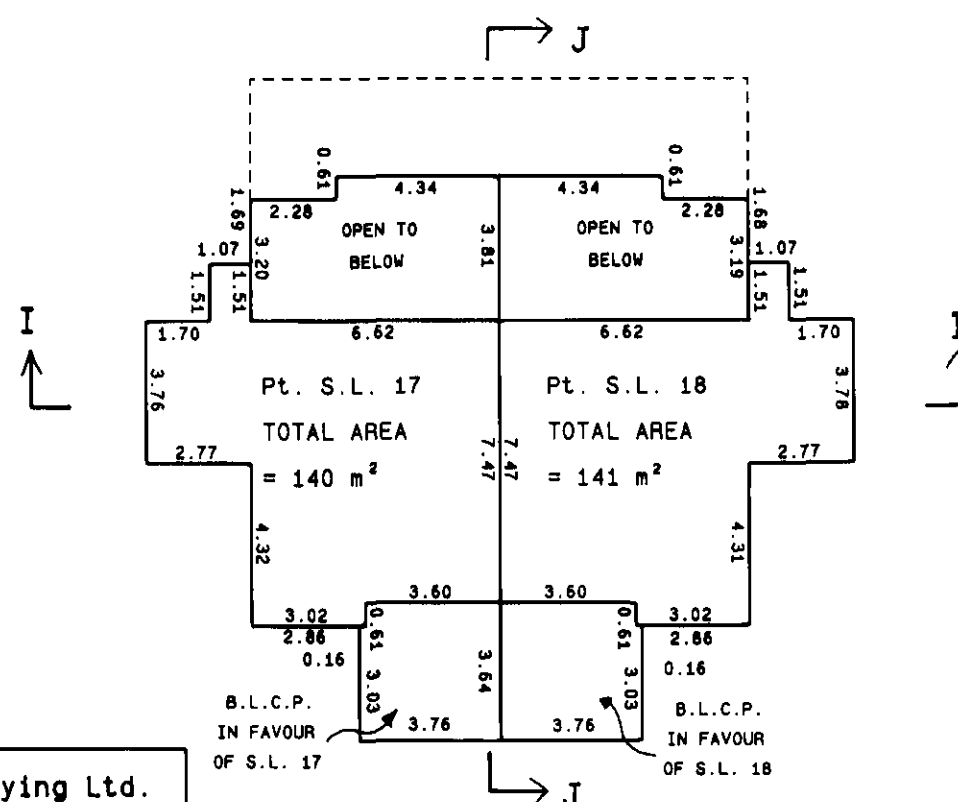 J
0.61
4.34
4.34
0.61
1.69
2.28
2.28
1.68
OPEN TO
BELOW
OPEN TO
BELOW
3.81
1.07
3.20
3.19
1.07
1.51
1.51
1.51
1.51
I
1.70
6.62
6.62
1.70
I
3.76
Pt. S.L. 17
TOTAL AREA
= 140 m²
Pt. S.L. 18
TOTAL AREA
= 141 m²
3.78
2.77
7.47
7.47
2.77
4.32
4.31
3.60
3.60
3.02
2.86
0.16
0.61
0.61
3.02
2.86
0.16
3.03
3.64
3.03
B.L.C.P.
IN FAVOUR
OF S.L. 17
3.76
3.76
B.L.C.P.
IN FAVOUR
OF S.L. 18
ying Ltd.
J